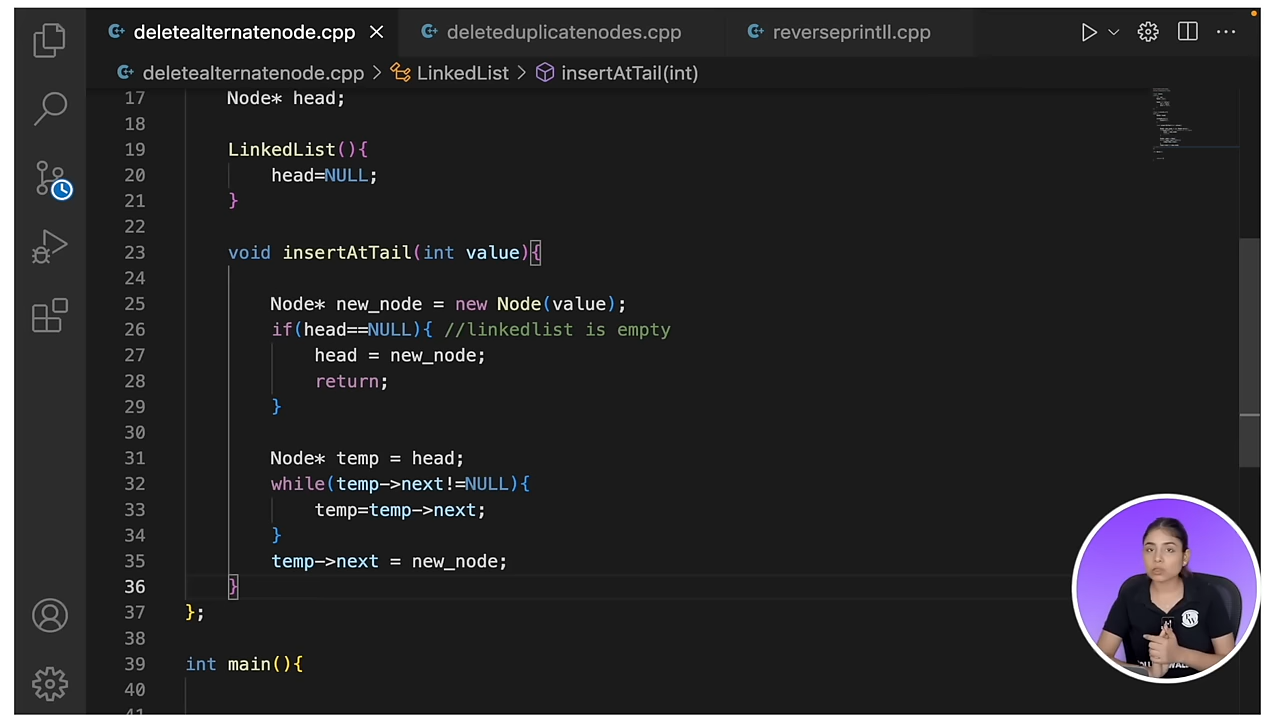 deletealternatenode.cpp
deleteduplicatenodes.cpp
reverseprintll.cpp
deletealternatenode.cpp > LinkedList > insertAtTail(int)
17 Node* head;
18
19 LinkedList(){
20 head=NULL;
21 }
22
23 void insertAtTail(int value){
24
25 Node* new_node = new Node(value);
26 if(head==NULL){ //linkedlist is empty
27 head = new_node;
28 return;
29 }
30
31 Node* temp = head;
32 while(temp->next!=NULL){
33 temp=temp->next;
34 }
35 temp->next = new_node;
36 }
37 };
38
39 int main(){
40